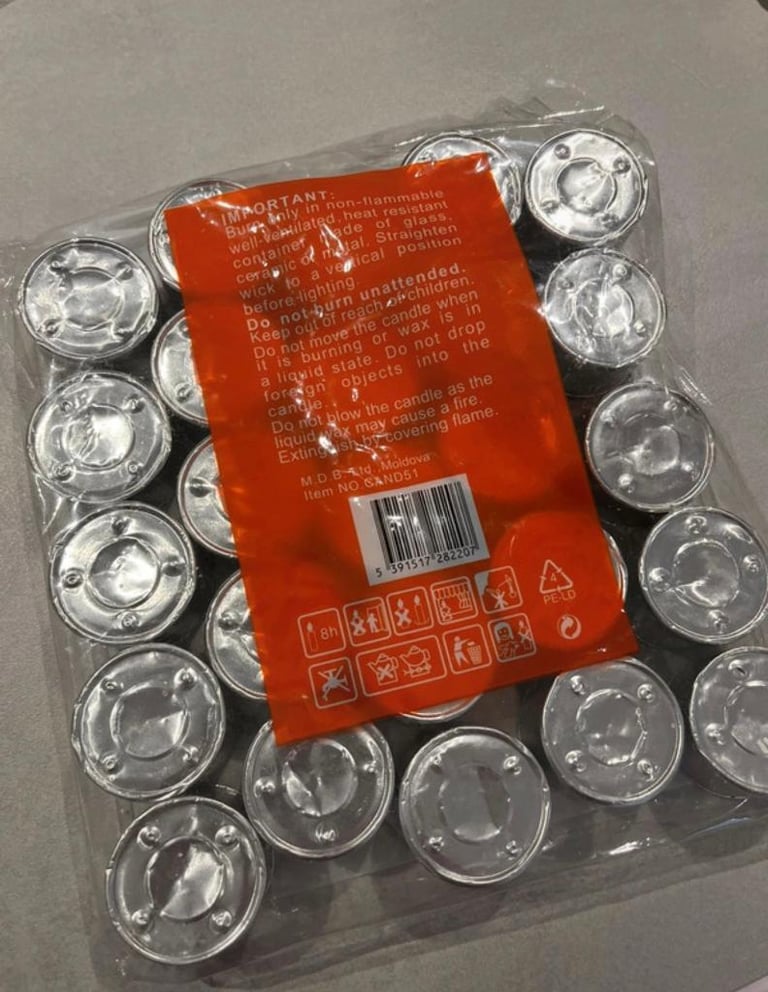 IMPORTANT:
Burn only in non-flammable
well-ventilated, heat resistant
container made of glass,
ceramic or metal. Straighten
wick to a vertical position
before lighting.
Do not burn unattended.
Keep out of reach of children.
Do not move the candle when
it is burning or wax is in
a liquid state. Do not drop
foreign objects into the
candle.
Do not blow the candle as the
liquid wax may cause a fire.
Extinguish by covering flame.
M.D.B. Ltd. Moldova
Item NO.CAND51
5 391517 282207
8h
4
PE-LD